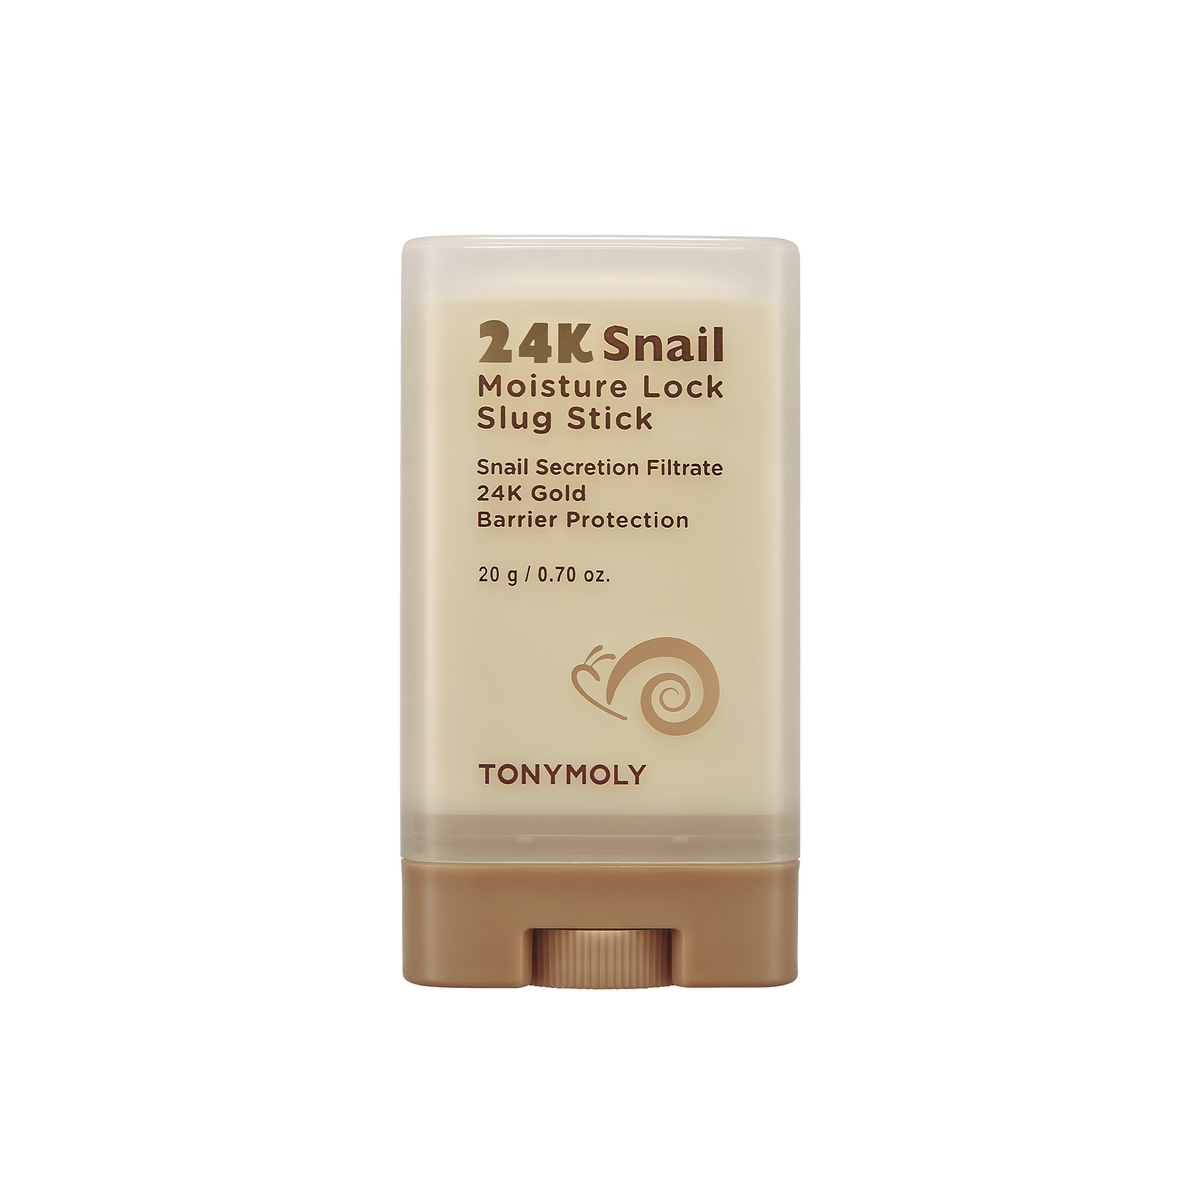 24K Snail
Moisture Lock
Slug Stick
Snail Secretion Filtrate
24K Gold
Barrier Protection
20 g / 0.70 oz.
TONYMOLY